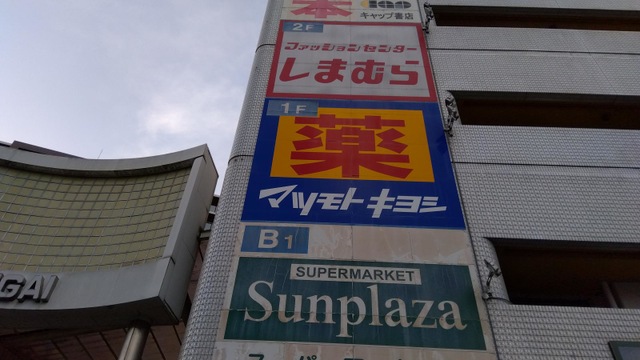 本
キャップ書店
2F
ファッションセンター
しまむら
1F
薬
マツモトキヨシ
B1
SUPERMARKET
Sunplaza
GAI